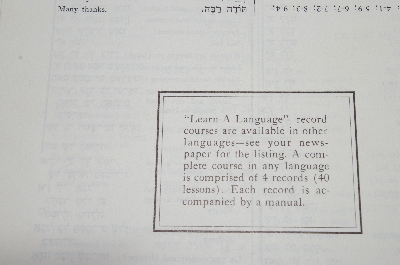 Many thanks. תּוֹדָה רַבָּה.
"Learn A Language" record
courses are available in other
languages—see your news-
paper for the listing. A com-
plete course in any language
is comprised of 4 records (40
lessons). Each record is ac-
companied by a manual.